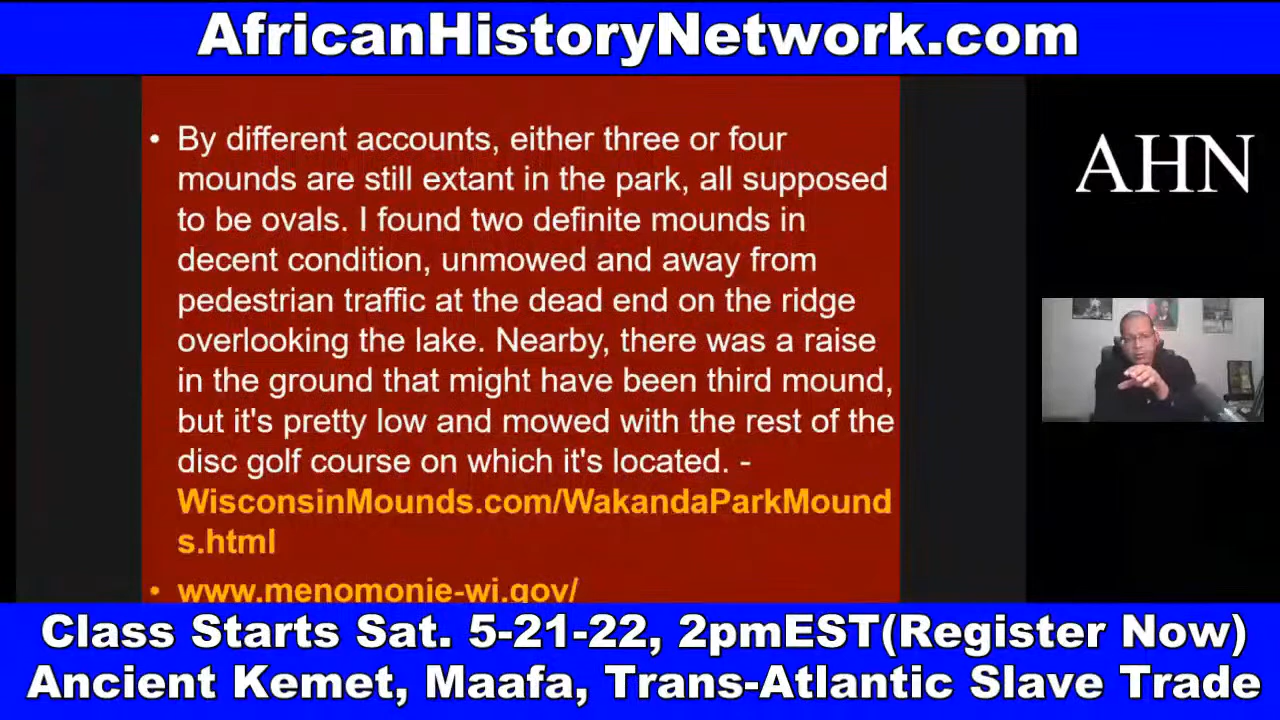 AfricanHistoryNetwork.com
• By different accounts, either three or four
mounds are still extant in the park, all supposed
to be ovals. I found two definite mounds in
decent condition, unmowed and away from
pedestrian traffic at the dead end on the ridge
overlooking the lake. Nearby, there was a raise
in the ground that might have been third mound,
but it's pretty low and mowed with the rest of the
disc golf course on which it's located. -
WisconsinMounds.com/WakandaParkMound
s.html
• www.menomonie-wi.gov/
AHN
Class Starts Sat. 5-21-22, 2pmEST(Register Now)
Ancient Kemet, Maafa, Trans-Atlantic Slave Trade